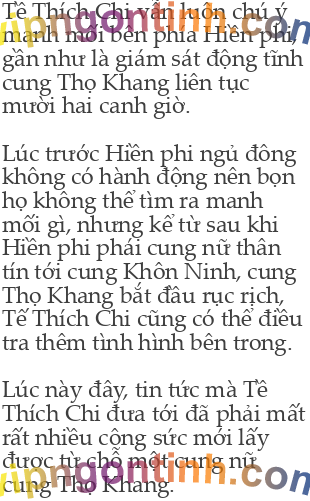 Tề Thích Chi vẫn luôn chú ý
manh mối bên phía Hiền phi,
gần như là giám sát động tĩnh
cung Thọ Khang liên tục
mười hai canh giờ.
Lúc trước Hiền phi ngủ đông
không có hành động nên bọn
họ không thể tìm ra manh
mối gì, nhưng kể từ sau khi
Hiền phi phái cung nữ thân
tín tới cung Khôn Ninh, cung
Thọ Khang bắt đầu rục rịch,
Tế Thích Chi cũng có thể điều
tra thêm tình hình bên trong.
Lúc này đây, tin tức mà Tề
Thích Chi đưa tới đã phải mất
rất nhiều công sức mới lấy
được từ chỗ một cung nữ
cung Thọ Khang.
vipngontinh.com
vipngontinh.com